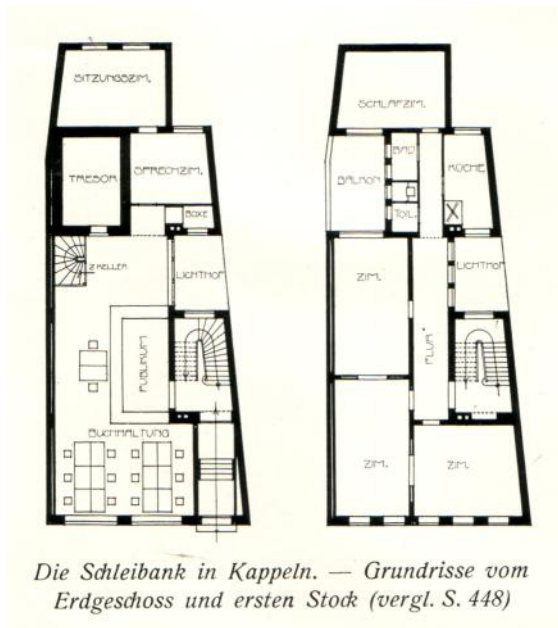 SITZUNGSZIM.
TRESOR
SPRECHZIM.
BOXE
Z KELLER
LICHTHOF
PUBLIKUM
BUCHHALTUNG
SCHLAFZIM.
BALKON
BAD
TOIL.
KÜCHE
ZIM.
FLUR
LICHTHOF
ZIM.
ZIM.
Die Schleibank in Kappeln. — Grundrisse vom
Erdgeschoss und ersten Stock (vergl. S. 448)